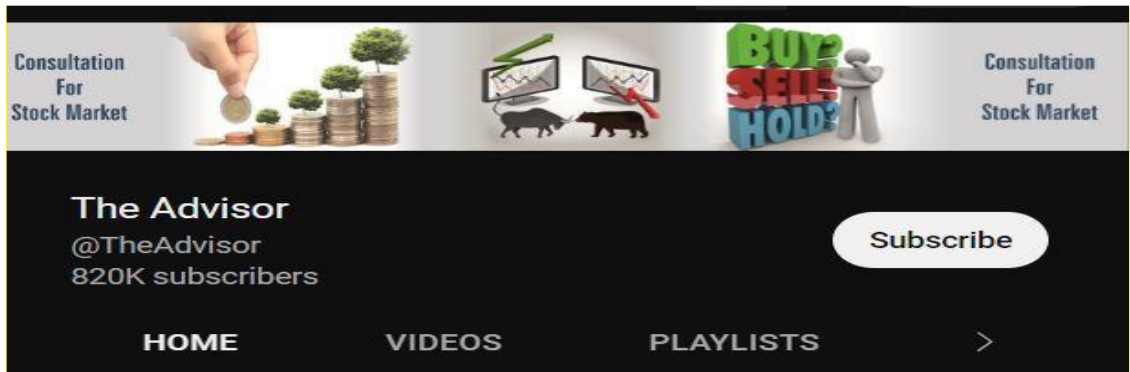 Consultation
For
Stock Market
BUY?
SELL?
HOLD?
Consultation
For
Stock Market
The Advisor
@TheAdvisor
820K subscribers
Subscribe
HOME VIDEOS PLAYLISTS >